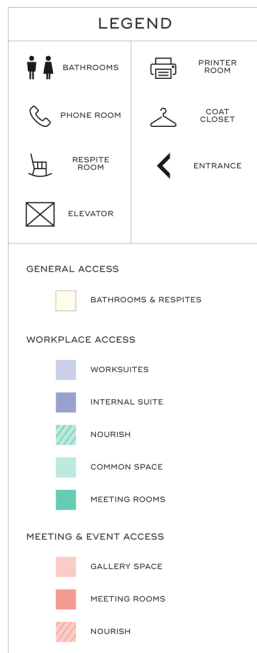 LEGEND
BATHROOMS
PRINTER
ROOM
PHONE ROOM
COAT
CLOSET
RESPITE
ROOM
ENTRANCE
ELEVATOR
GENERAL ACCESS
BATHROOMS & RESPITES
WORKPLACE ACCESS
WORKSUITES
INTERNAL SUITE
NOURISH
COMMON SPACE
MEETING ROOMS
MEETING & EVENT ACCESS
GALLERY SPACE
MEETING ROOMS
NOURISH